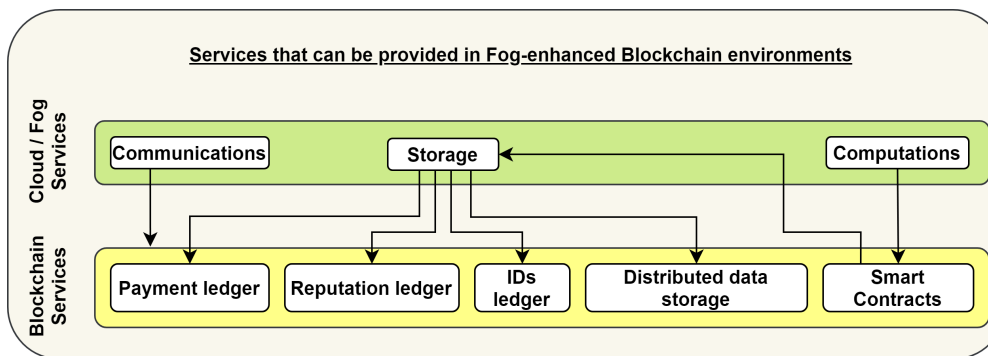 Services that can be provided in Fog-enhanced Blockchain environments
Cloud / Fog
Services
Communications
Storage
Computations
Blockchain
Services
Payment ledger
Reputation ledger
IDs
ledger
Distributed data
storage
Smart
Contracts